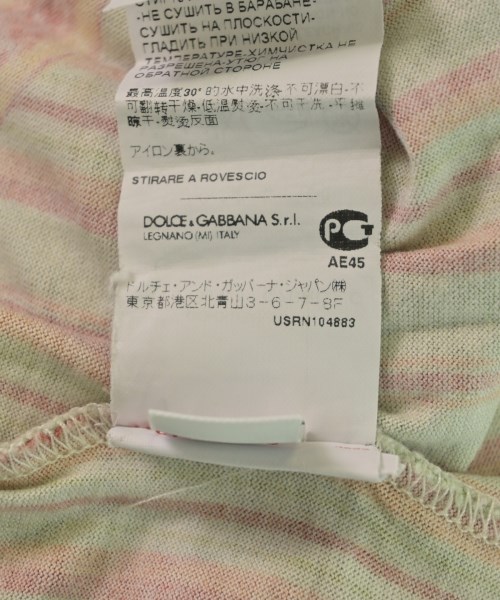 -НЕ СУШИТЬ В БАРАБАНЕ-
СУШИТЬ НА ПЛОСКОСТИ-
ГЛАДИТЬ ПРИ НИЗКОЙ
ТЕМПЕРАТУРЕ-ХИМЧИСТКА НЕ
РАЗРЕШЕНА-УТЮГ НА
ОБРАТНОЙ СТОРОНЕ
最高温度30°的水中洗涤-不可漂白-不
可翻转干燥-低温熨烫-不可干洗-平摊
晾干-熨烫反面
アイロン裏から。
STIRARE A ROVESCIO
DOLCE & GABBANA S.r.l.
LEGNANO (MI) ITALY
PCT
AE45
ドルチェ・アンド・ガッバーナ・ジャパン㈱
東京都港区北青山3-6-7-8F
USRN104883